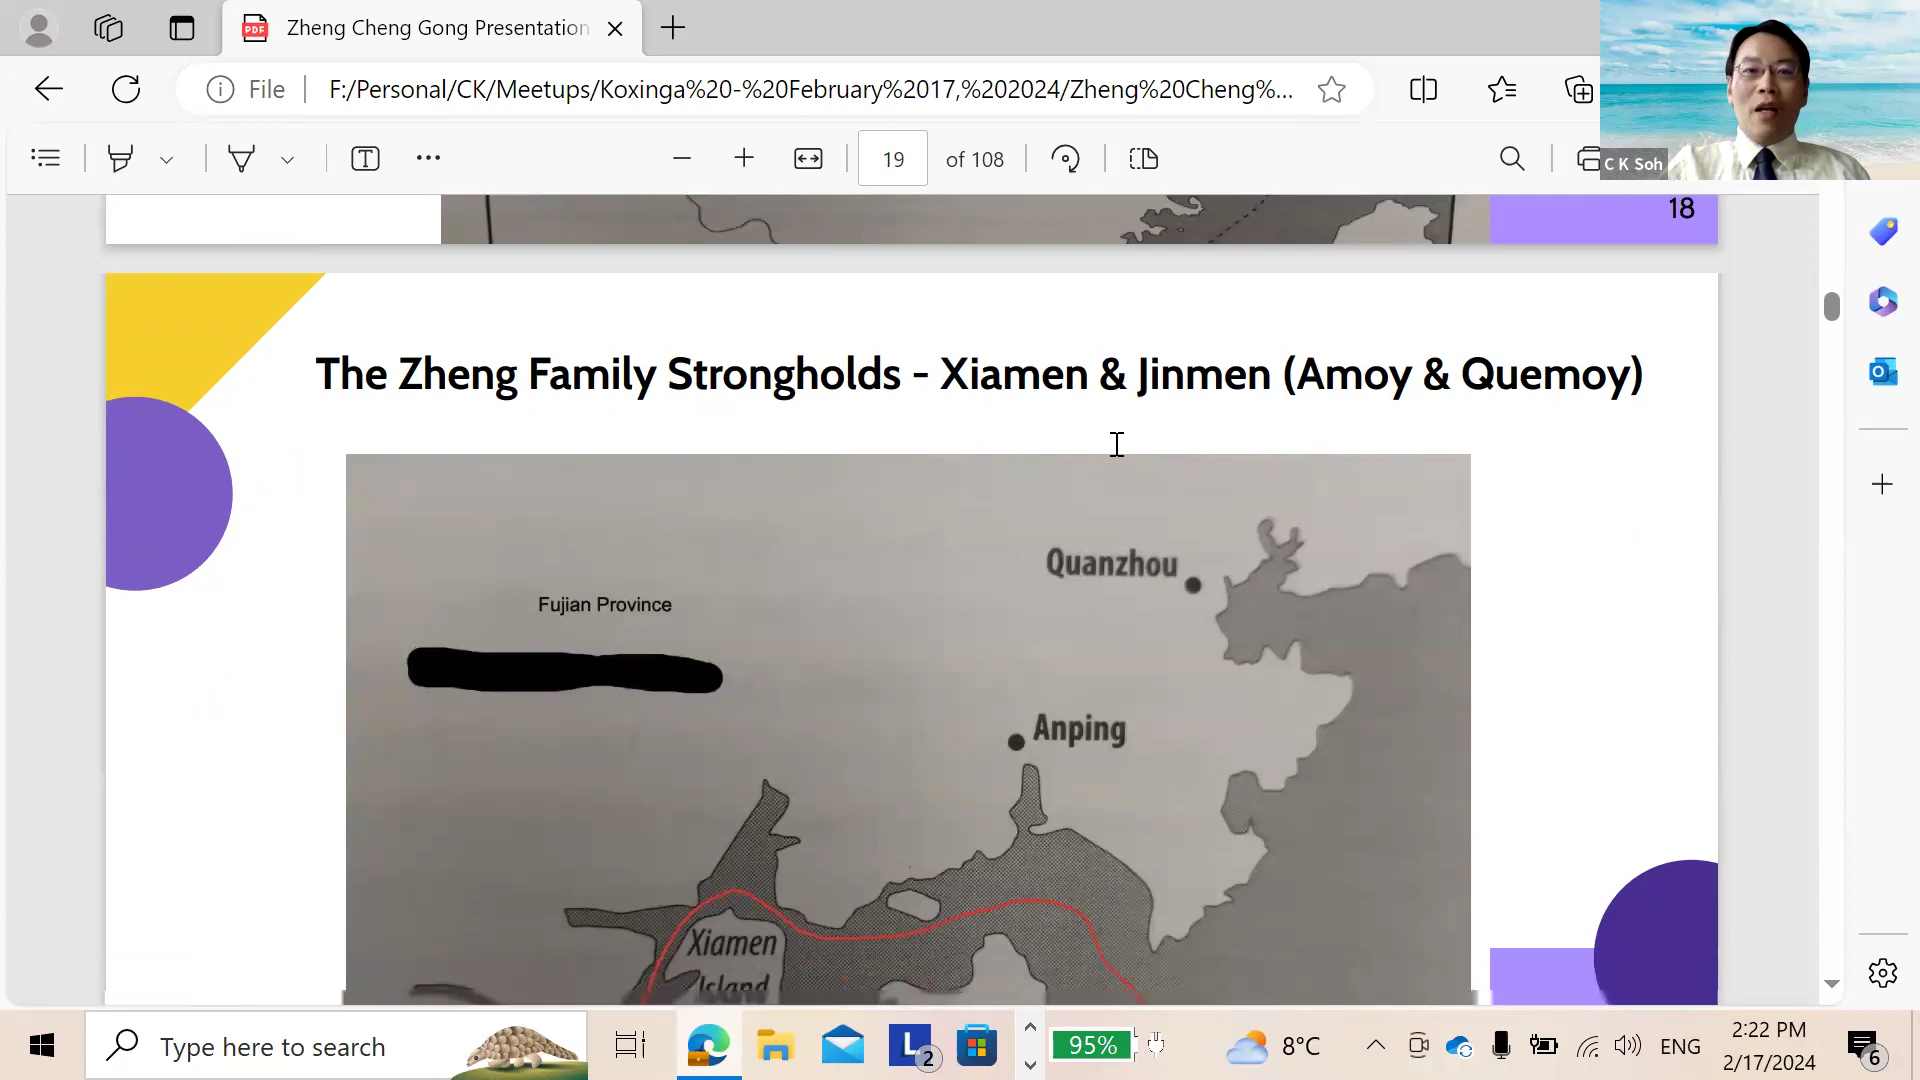 Zheng Cheng Gong Presentation
File
F:/Personal/CK/Meetups/Koxinga%20-%20February%2017,%202024/Zheng%20Cheng%...
19 of 108
C K Soh
18
The Zheng Family Strongholds - Xiamen & Jinmen (Amoy & Quemoy)
Quanzhou
Fujian Province
Anping
Xiamen
Island
Type here to search
2
95%
8°C
ENG
2:22 PM
2/17/2024
6